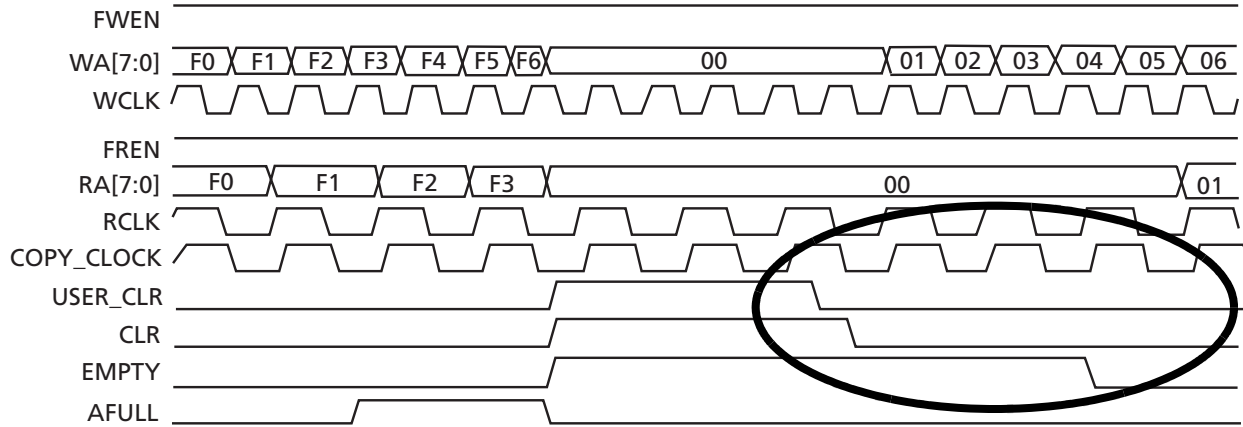 FWEN
WA[7:0] F0 F1 F2 F3 F4 F5 F6 00 01 02 03 04 05 06
WCLK
FREN
RA[7:0] F0 F1 F2 F3 00 01
RCLK
COPY_CLOCK
USER_CLR
CLR
EMPTY
AFULL